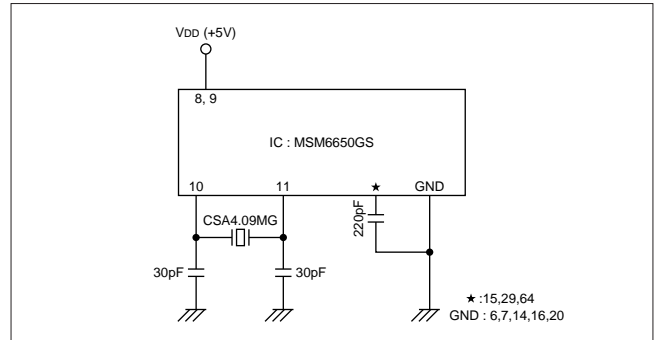 VDD (+5V)
8, 9
IC : MSM6650GS
10
11
★
GND
CSA4.09MG
220pF
30pF
30pF
★ :15,29,64
GND : 6,7,14,16,20